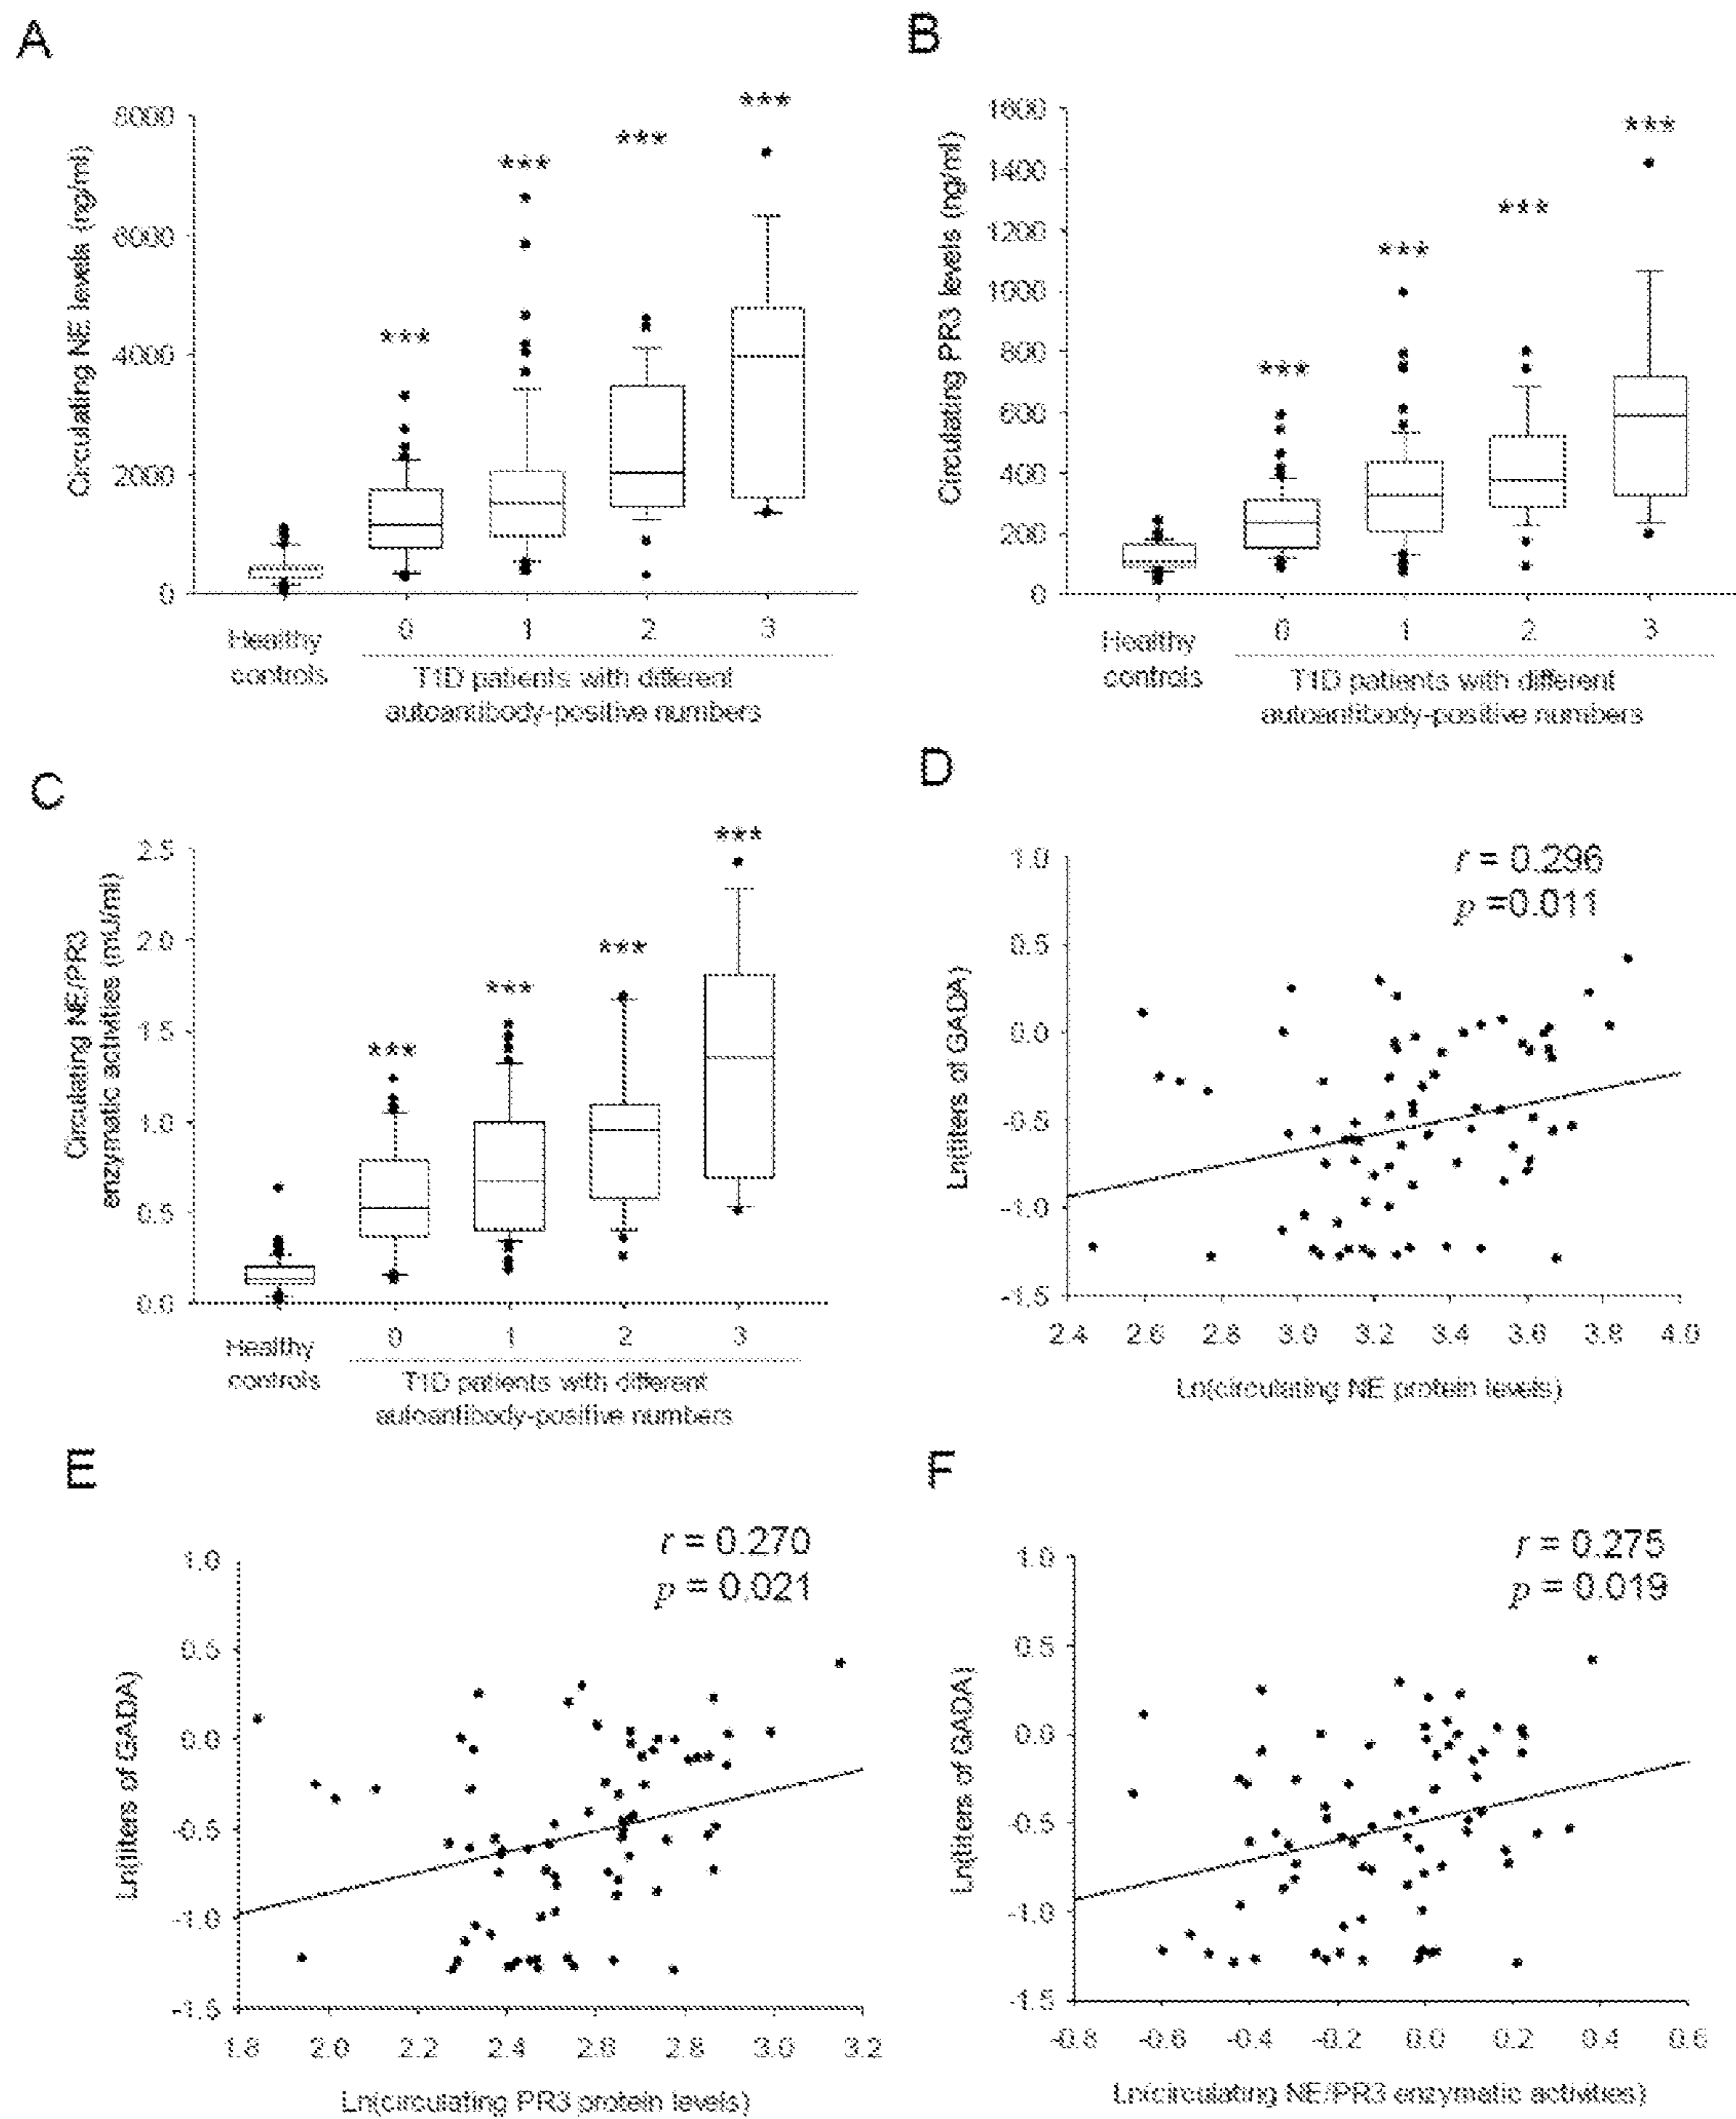 A
Circulating NE levels (ng/ml)
8000
6000
4000
2000
0
***
***
***
***
Healthy
controls
0
1
2
3
T1D patients with different
autoantibody-positive numbers
B
Circulating PR3 levels (ng/ml)
1600
1400
1200
1000
800
600
400
200
0
***
***
***
***
Healthy
controls
0
1
2
3
T1D patients with different
autoantibody-positive numbers
C
Circulating NE/PR3
enzymatic activities (mU/ml)
2.5
2.0
1.5
1.0
0.5
0.0
***
***
***
***
Healthy
controls
0
1
2
3
T1D patients with different
autoantibody-positive numbers
D
r = 0.296
p =0.011
Ln(titers of GADA)
1.0
0.5
0.0
-0.5
-1.0
-1.5
2.4 2.6 2.8 3.0 3.2 3.4 3.6 3.8 4.0
Ln(circulating NE protein levels)
E
r = 0.270
p = 0.021
Ln(titers of GADA)
1.0
0.5
0.0
-0.5
-1.0
-1.5
1.8 2.0 2.2 2.4 2.6 2.8 3.0 3.2
Ln(circulating PR3 protein levels)
F
r = 0.275
p = 0.019
Ln(titers of GADA)
1.0
0.5
0.0
-0.5
-1.0
-1.5
-0.8 -0.6 -0.4 -0.2 0.0 0.2 0.4 0.6
Ln(circulating NE/PR3 enzymatic activities)